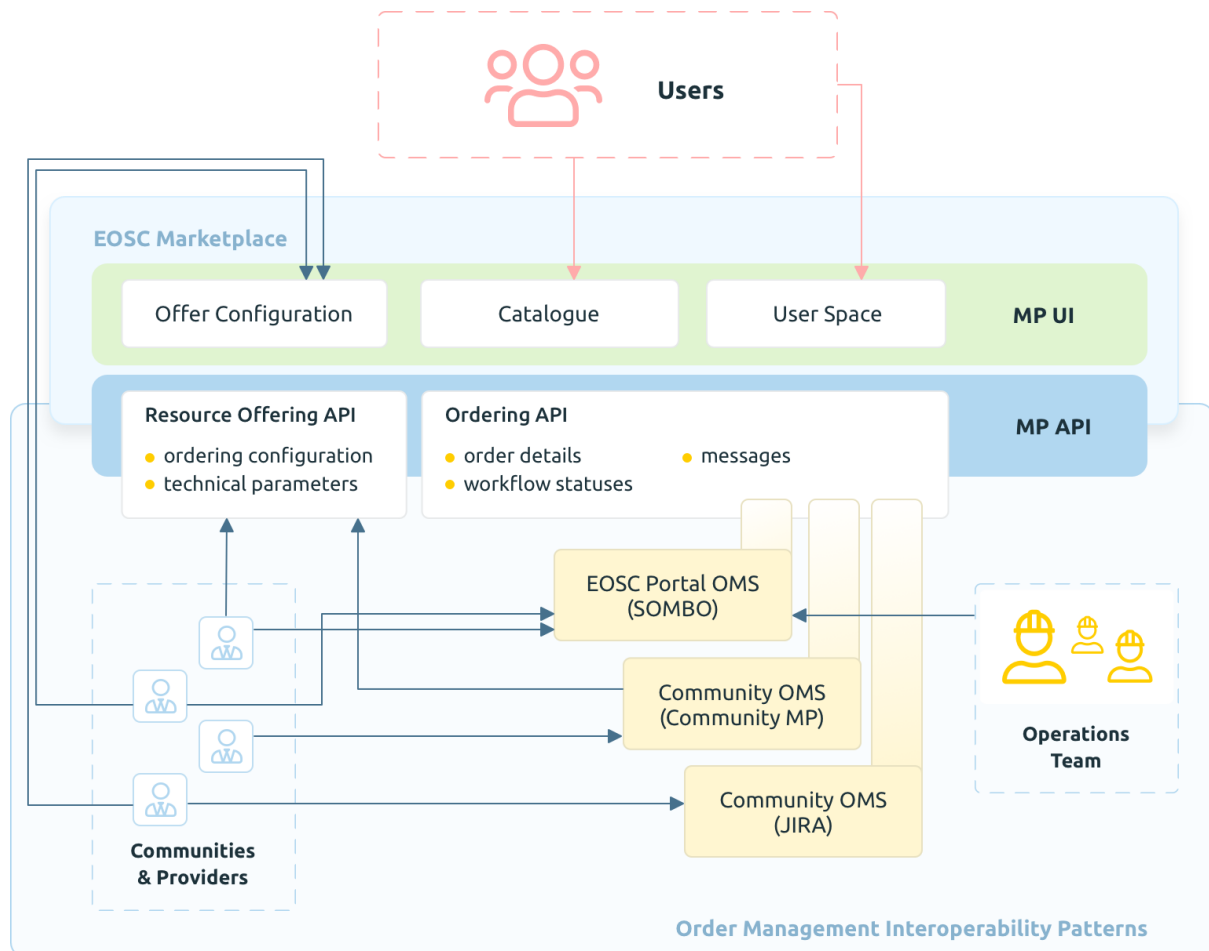 Users
EOSC Marketplace
Offer Configuration
Catalogue
User Space
MP UI
Resource Offering API
ordering configuration
technical parameters
Ordering API
order details
workflow statuses
messages
MP API
EOSC Portal OMS
(SOMBO)
Community OMS
(Community MP)
Community OMS
(JIRA)
Operations
Team
Communities
& Providers
Order Management Interoperability Patterns